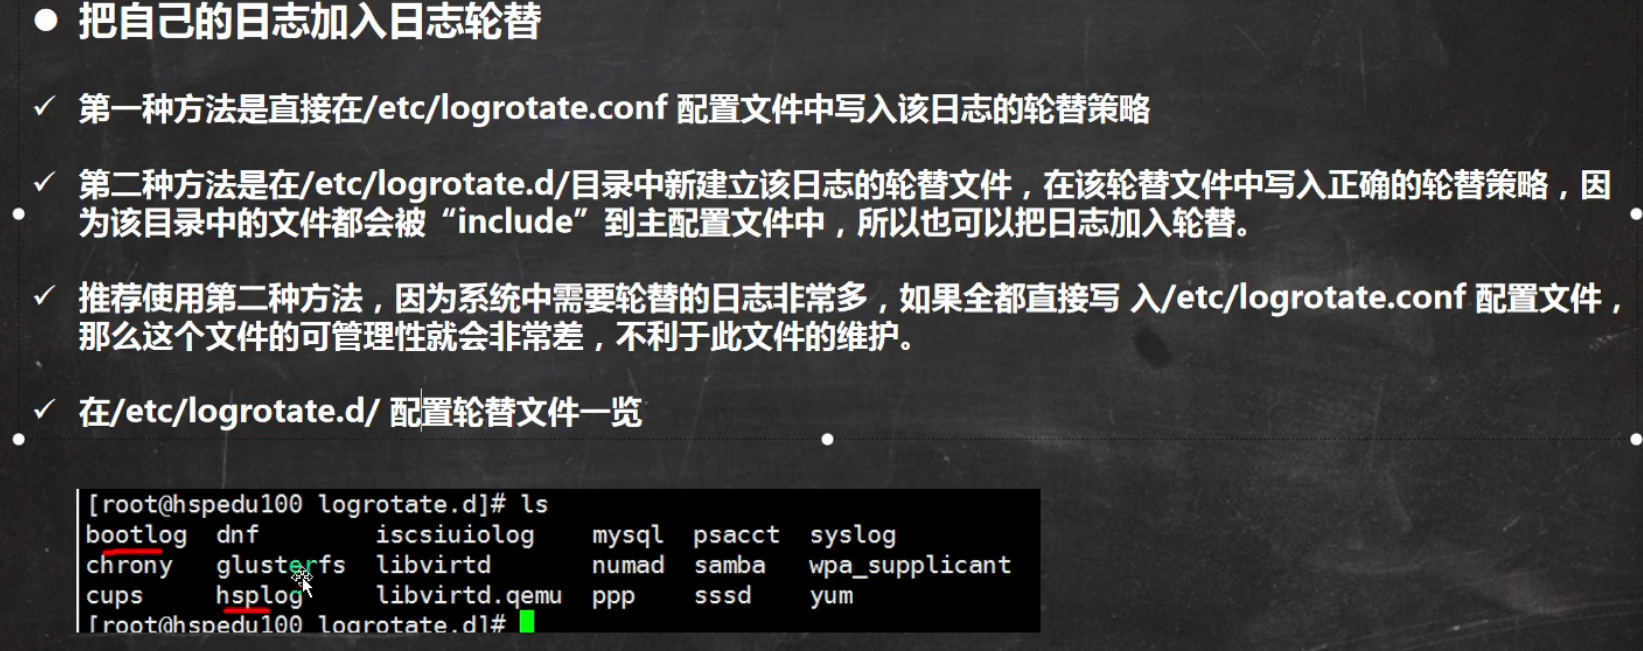 ● 把自己的日志加入日志轮替
✓ 第一种方法是直接在/etc/logrotate.conf 配置文件中写入该日志的轮替策略
✓ 第二种方法是在/etc/logrotate.d/目录中新建立该日志的轮替文件，在该轮替文件中写入正确的轮替策略，因
为该目录中的文件都会被“include”到主配置文件中，所以也可以把日志加入轮替。
✓ 推荐使用第二种方法，因为系统中需要轮替的日志非常多，如果全都直接写 入/etc/logrotate.conf 配置文件，
那么这个文件的可管理性就会非常差，不利于此文件的维护。
✓ 在/etc/logrotate.d/ 配置轮替文件一览
[root@hspedu100 logrotate.d]# ls
bootlog dnf iscsiuiolog mysql psacct syslog
chrony glusterfs libvirtd numad samba wpa_supplicant
cups hsplog libvirtd.qemu ppp sssd yum
[root@hspedu100 logrotate.d]#